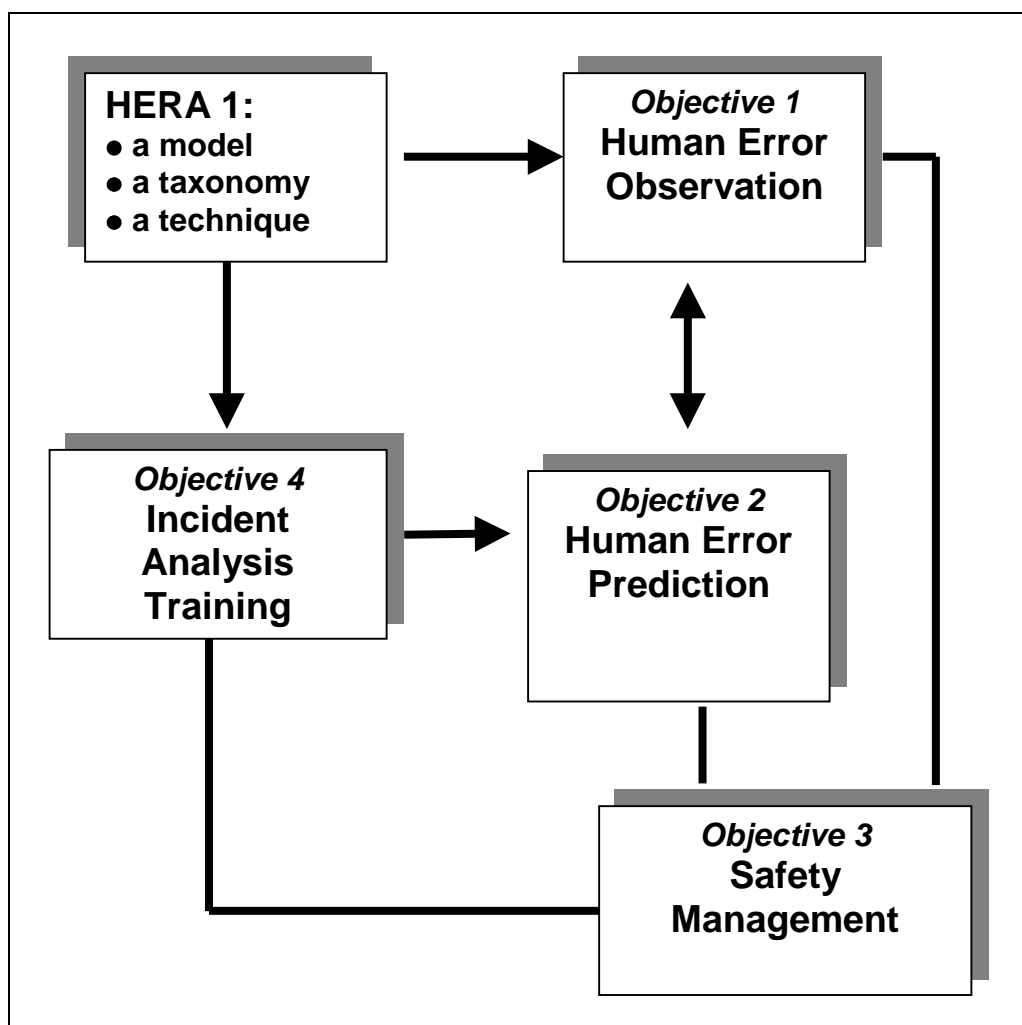 HERA 1:
● a model
● a taxonomy
● a technique
Objective 1
Human Error
Observation
Objective 4
Incident
Analysis
Training
Objective 2
Human Error
Prediction
Objective 3
Safety
Management